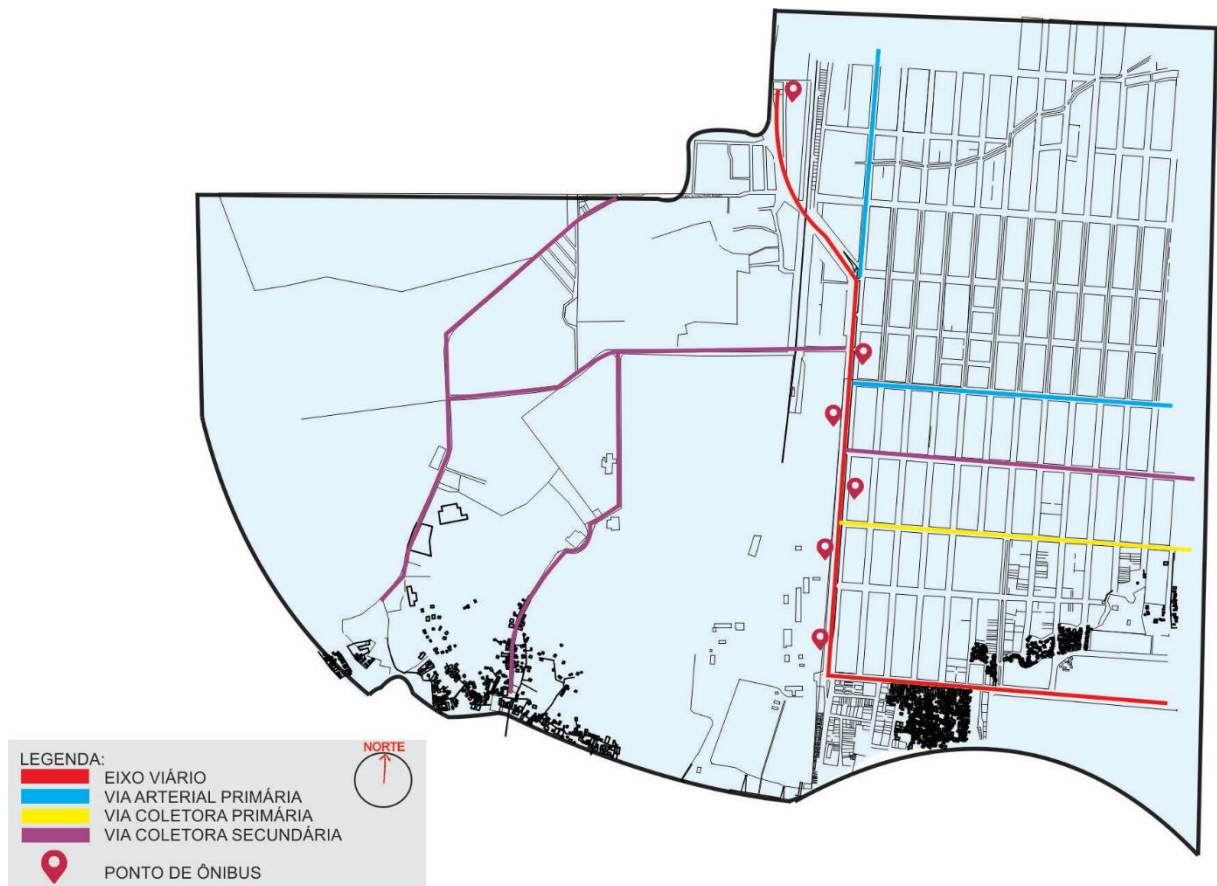 LEGENDA:
NORTE
EIXO VIÁRIO
VIA ARTERIAL PRIMÁRIA
VIA COLETORA PRIMÁRIA
VIA COLETORA SECUNDÁRIA
PONTO DE ÔNIBUS